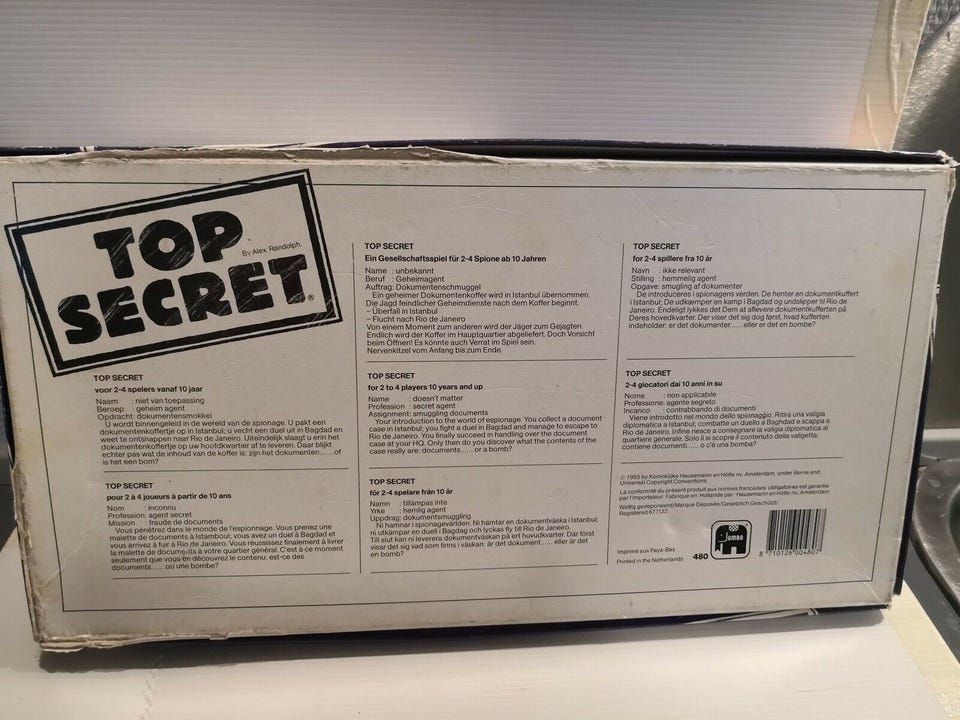 TOP
SECRET®
By Alex Randolph.
TOP SECRET
voor 2-4 spelers vanaf 10 jaar
Naam : niet van toepassing
Beroep : geheim agent
Opdracht: dokumentensmokkel
U wordt binnengeleid in de wereld van de spionage. U pakt een
dokumentenkoffertje op in Istanbul; u vecht een duel uit in Bagdad en
weet te ontsnappen naar Rio de Janeiro. Uiteindelijk slaagt u erin het
dokumentenkoffertje op uw hoofdkwartier af te leveren. Daar blijkt
echter pas wat de inhoud van de koffer is: zijn het dokumenten..... of
is het een bom?
TOP SECRET
pour 2 à 4 joueurs à partir de 10 ans
Nom : inconnu
Profession: agent secret
Mission : fraude de documents
Vous pénétrez dans le monde de l'espionnage. Vous prenez une
malette de documents à Istamboul; vous avez un duel à Bagdad et
vous arrivez à fuir à Rio de Janeiro. Vous réussissez finalement à livrer
la malette de documents à votre quartier général. C'est à ce moment
seulement que vous en découvrez le contenu: est-ce des
documents..... ou une bombe?
TOP SECRET
Ein Gesellschaftsspiel für 2-4 Spione ab 10 Jahren
Name : unbekannt
Beruf : Geheimagent
Auftrag: Dokumentenschmuggel
Ein geheimer Dokumentenkoffer wird in Istanbul übernommen.
Die Jagd feindlicher Geheimdienste nach dem Koffer beginnt.
– Überfall in Istanbul
– Flucht nach Rio de Janeiro
Von einem Moment zum anderen wird der Jäger zum Gejagten.
Endlich wird der Koffer im Hauptquartier abgeliefert. Doch Vorsicht
beim Öffnen! Es könnte auch Verrat im Spiel sein.
Nervenkitzel vom Anfang bis zum Ende.
TOP SECRET
for 2 to 4 players 10 years and up
Name : doesn't matter
Profession : secret agent
Assignment: smuggling documents
Your introduction to the world of espionage. You collect a document
case in Istanbul; you fight a duel in Bagdad and manage to escape to
Rio de Janeiro. You finally succeed in handing over the document
case at your HQ. Only then do you discover what the contents of the
case really are: documents..... or a bomb?
TOP SECRET
för 2-4 spelare från 10 år
Namn : tillämpas inte
Yrke : hemlig agent
Uppdrag: dokumentsmuggling
Ni hamnar i spionagevärlden. Ni hämtar en dokumentväska i Istanbul;
ni utkämpar en duell i Bagdag och lyckas fly till Rio de Janeiro.
Till slut kan ni leverera dokumentväskan på ert huvudkvarter. Där först
visar det sig vad som finns i väskan: är det dokument...... eller är det
en bomb?
TOP SECRET
for 2-4 spillere fra 10 år
Navn : ikke relevant
Stilling : hemmelig agent
Opgave: smugling af dokumenter
De introduceres i spionagens verden. De henter en dokumentkuffert
i Istanbul; De udkæmper en kamp i Bagdag og undslipper til Rio de
Janeiro. Endeligt lykkes det Dem at aflevere dokumentkufferten på
Deres hovedkvarter. Der viser det sig dog først, hvad kufferten
indeholder: er det dokumenter..... eller er det en bombe?
TOP SECRET
2-4 giocatori dai 10 anni in su
Nome : non applicabile
Professione: agente segreto
Incarico : contrabbando di documenti
Viene introdotto nel mondo dello spionaggio. Ritira una valigia
diplomatica a Istanbul; combatte un duello a Baghdad e scappa a
Rio de Janeiro. Infine riesce a consegnare la valigia diplomatica al
quartiere generale. Solo lì si scopre il contenuto della valigetta:
contiene documenti..... o c'è una bomba?
© 1985 by Koninklijke Hausemann en Hötte nv, Amsterdam, under Berne and
Universal Copyright Conventions.
La conformité du présent produit aux normes françaises obligatoires est garantie
par l'importateur. Fabriqué en Hollande par: Hausemann en Hötte nv, Amsterdam.
Wettig gedeponeerd/Marque Déposée/Gesetzlich Geschützt/
Registered 677132.
Imprimé aux Pays-Bas
Printed in the Netherlands
480
Jumbo
8 710126 004807